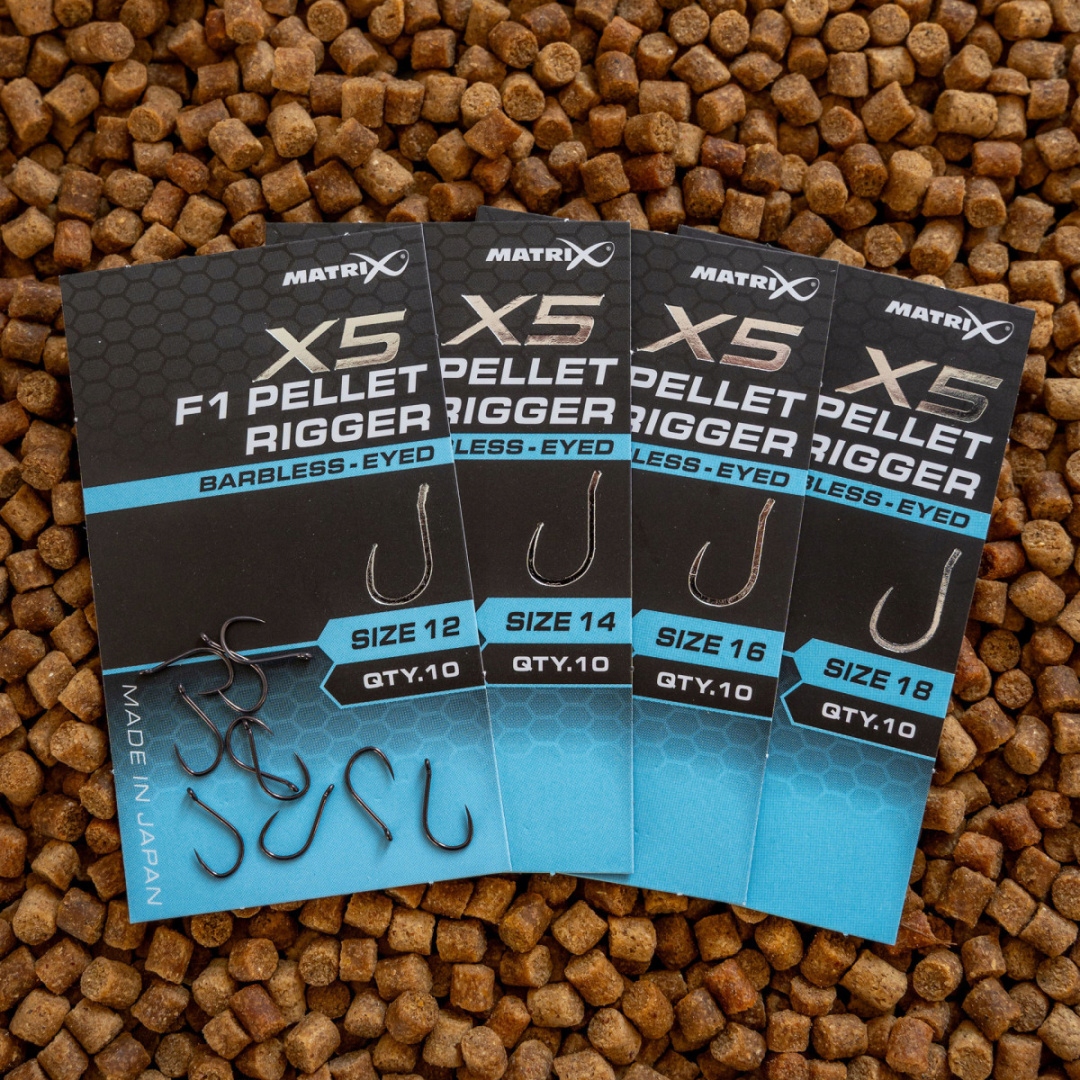 MATRIX
X5
F1 PELLET
RIGGER
BARBLESS-EYED
SIZE 12
QTY.10
MADE IN JAPAN
MATRIX
X5
PELLET
RIGGER
LESS-EYED
SIZE 14
QTY.10
MATRIX
X5
PELLET
RIGGER
LESS-EYED
SIZE 16
QTY.10
MATRIX
X5
PELLET
RIGGER
BLESS-EYED
SIZE 18
QTY.10